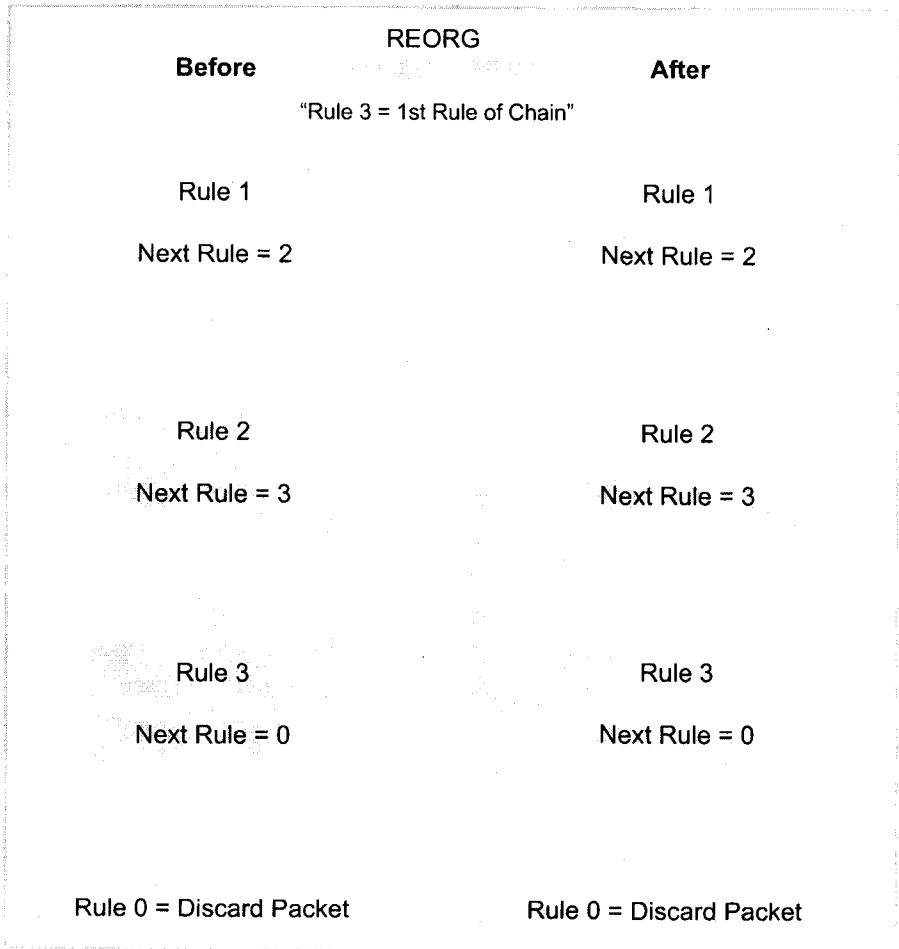 REORG
Before After
“Rule 3 = 1st Rule of Chain”
Rule 1 Rule 1
Next Rule = 2 Next Rule = 2
Rule 2 Rule 2
Next Rule = 3 Next Rule = 3
Rule 3 Rule 3
Next Rule = 0 Next Rule = 0
Rule 0 = Discard Packet Rule 0 = Discard Packet